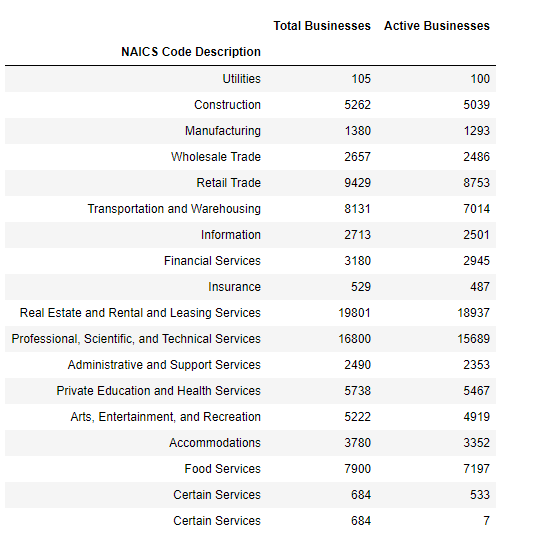 Total Businesses Active Businesses
NAICS Code Description
Utilities 105 100
Construction 5262 5039
Manufacturing 1380 1293
Wholesale Trade 2657 2486
Retail Trade 9429 8753
Transportation and Warehousing 8131 7014
Information 2713 2501
Financial Services 3180 2945
Insurance 529 487
Real Estate and Rental and Leasing Services 19801 18937
Professional, Scientific, and Technical Services 16800 15689
Administrative and Support Services 2490 2353
Private Education and Health Services 5738 5467
Arts, Entertainment, and Recreation 5222 4919
Accommodations 3780 3352
Food Services 7900 7197
Certain Services 684 533
Certain Services 684 7